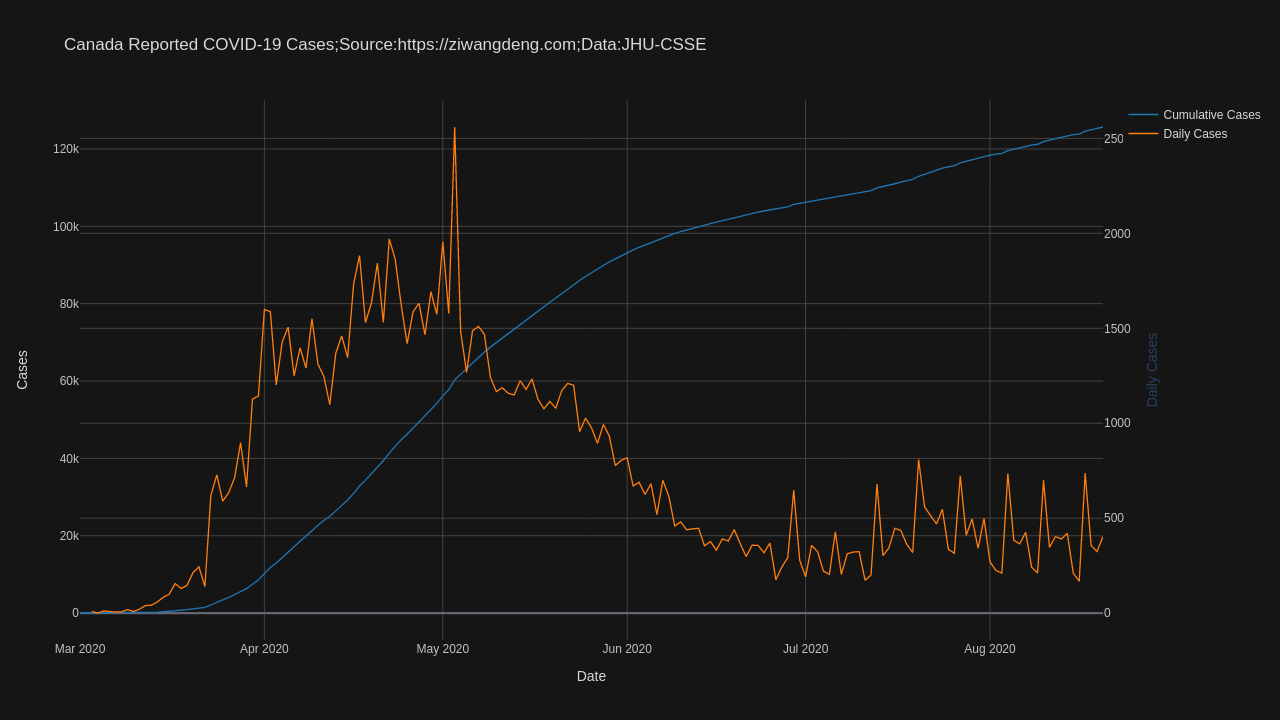 Canada Reported COVID-19 Cases;Source:https://ziwangdeng.com;Data:JHU-CSSE
Cumulative Cases
Daily Cases
120k
100k
80k
60k
40k
20k
0
Cases
2500
2000
1500
1000
500
0
Daily Cases
Mar 2020
Apr 2020
May 2020
Jun 2020
Jul 2020
Aug 2020
Date